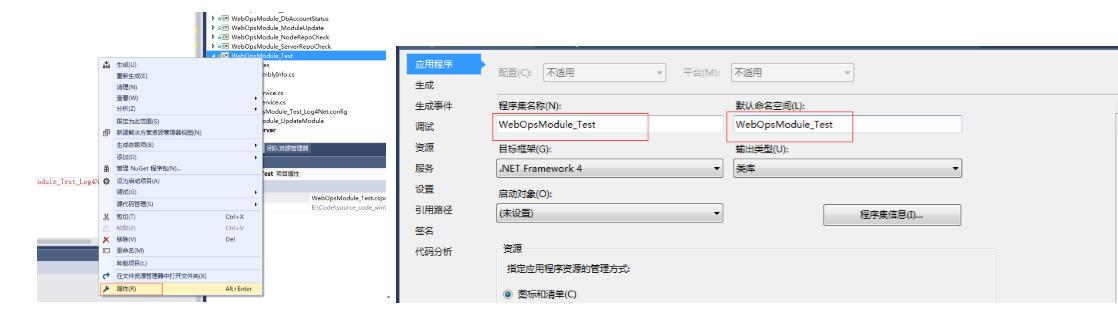 WebOpsModule_DbAccountStatus
WebOpsModule_ModuleUpdate
WebOpsModule_NodeRepoCheck
WebOpsModule_ServerRepoCheck
WebOpsModule_Test
生成(U)
重新生成(E)
清理(N)
查看(W)
分析(Z)
限定为此范围(S)
新建解决方案资源管理器视图(N)
生成依赖项(B)
添加(D)
管理 NuGet 程序包(N)...
设为启动项目(A)
调试(G)
源代码管理(S)
剪切(T) Ctrl+X
粘贴(P) Ctrl+V
移除(V) Del
重命名(M)
卸载项目(L)
在文件资源管理器中打开文件夹(X)
属性(R) Alt+Enter
es
mblyInfo.cs
ervice.cs
ervice.cs
sModule_Test_Log4Net.config
odule_UpdateModule
erver
团队资源管理器
Test 项目属性
WebOpsModule_Test.cspr
E:\Code\source_code_win\
odule_Test_Log4N
应用程序
生成
生成事件
调试
资源
服务
设置
引用路径
签名
代码分析
配置(C): 不适用 平台(M): 不适用
程序集名称(N): 默认命名空间(L):
WebOpsModule_Test WebOpsModule_Test
目标框架(G): 输出类型(U):
.NET Framework 4 类库
启动对象(O):
(未设置) 程序集信息(I)...
资源
指定应用程序资源的管理方式:
图标和清单(C)